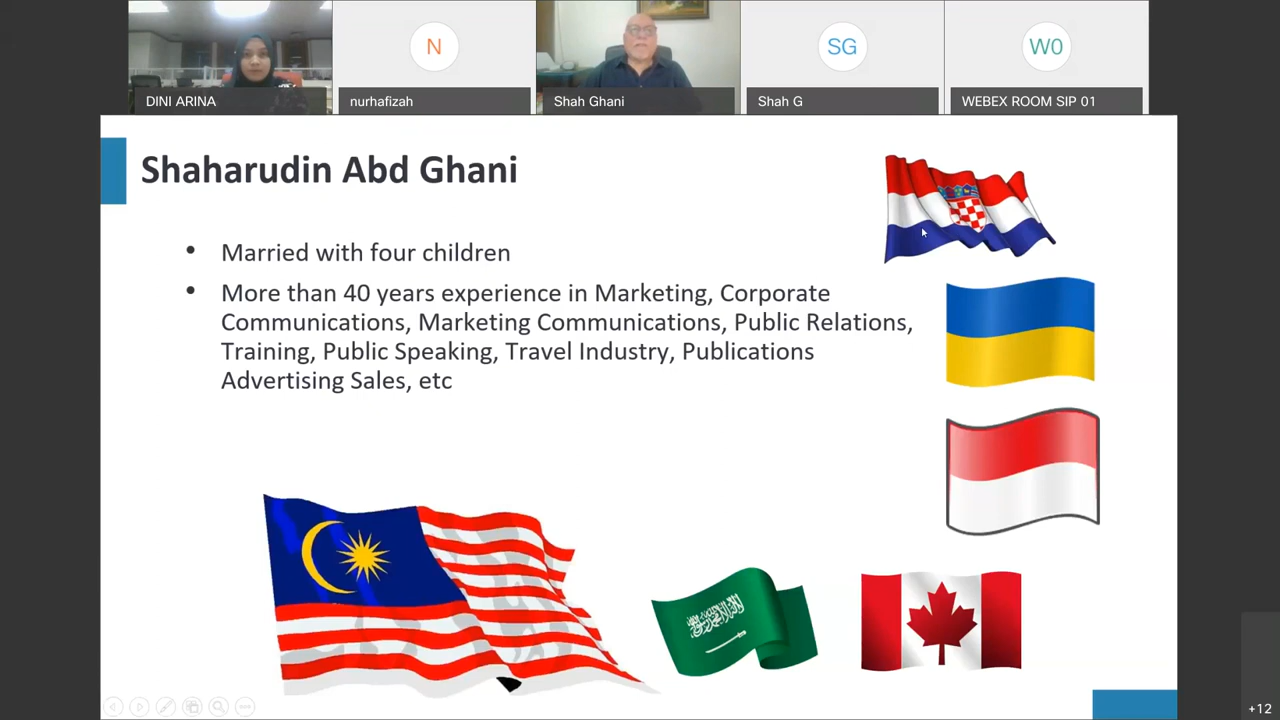 N
SG
W0
DINI ARINA
nurhafizah
Shah Ghani
Shah G
WEBEX ROOM SIP 01
Shaharudin Abd Ghani
• Married with four children
• More than 40 years experience in Marketing, Corporate
Communications, Marketing Communications, Public Relations,
Training, Public Speaking, Travel Industry, Publications
Advertising Sales, etc
+12